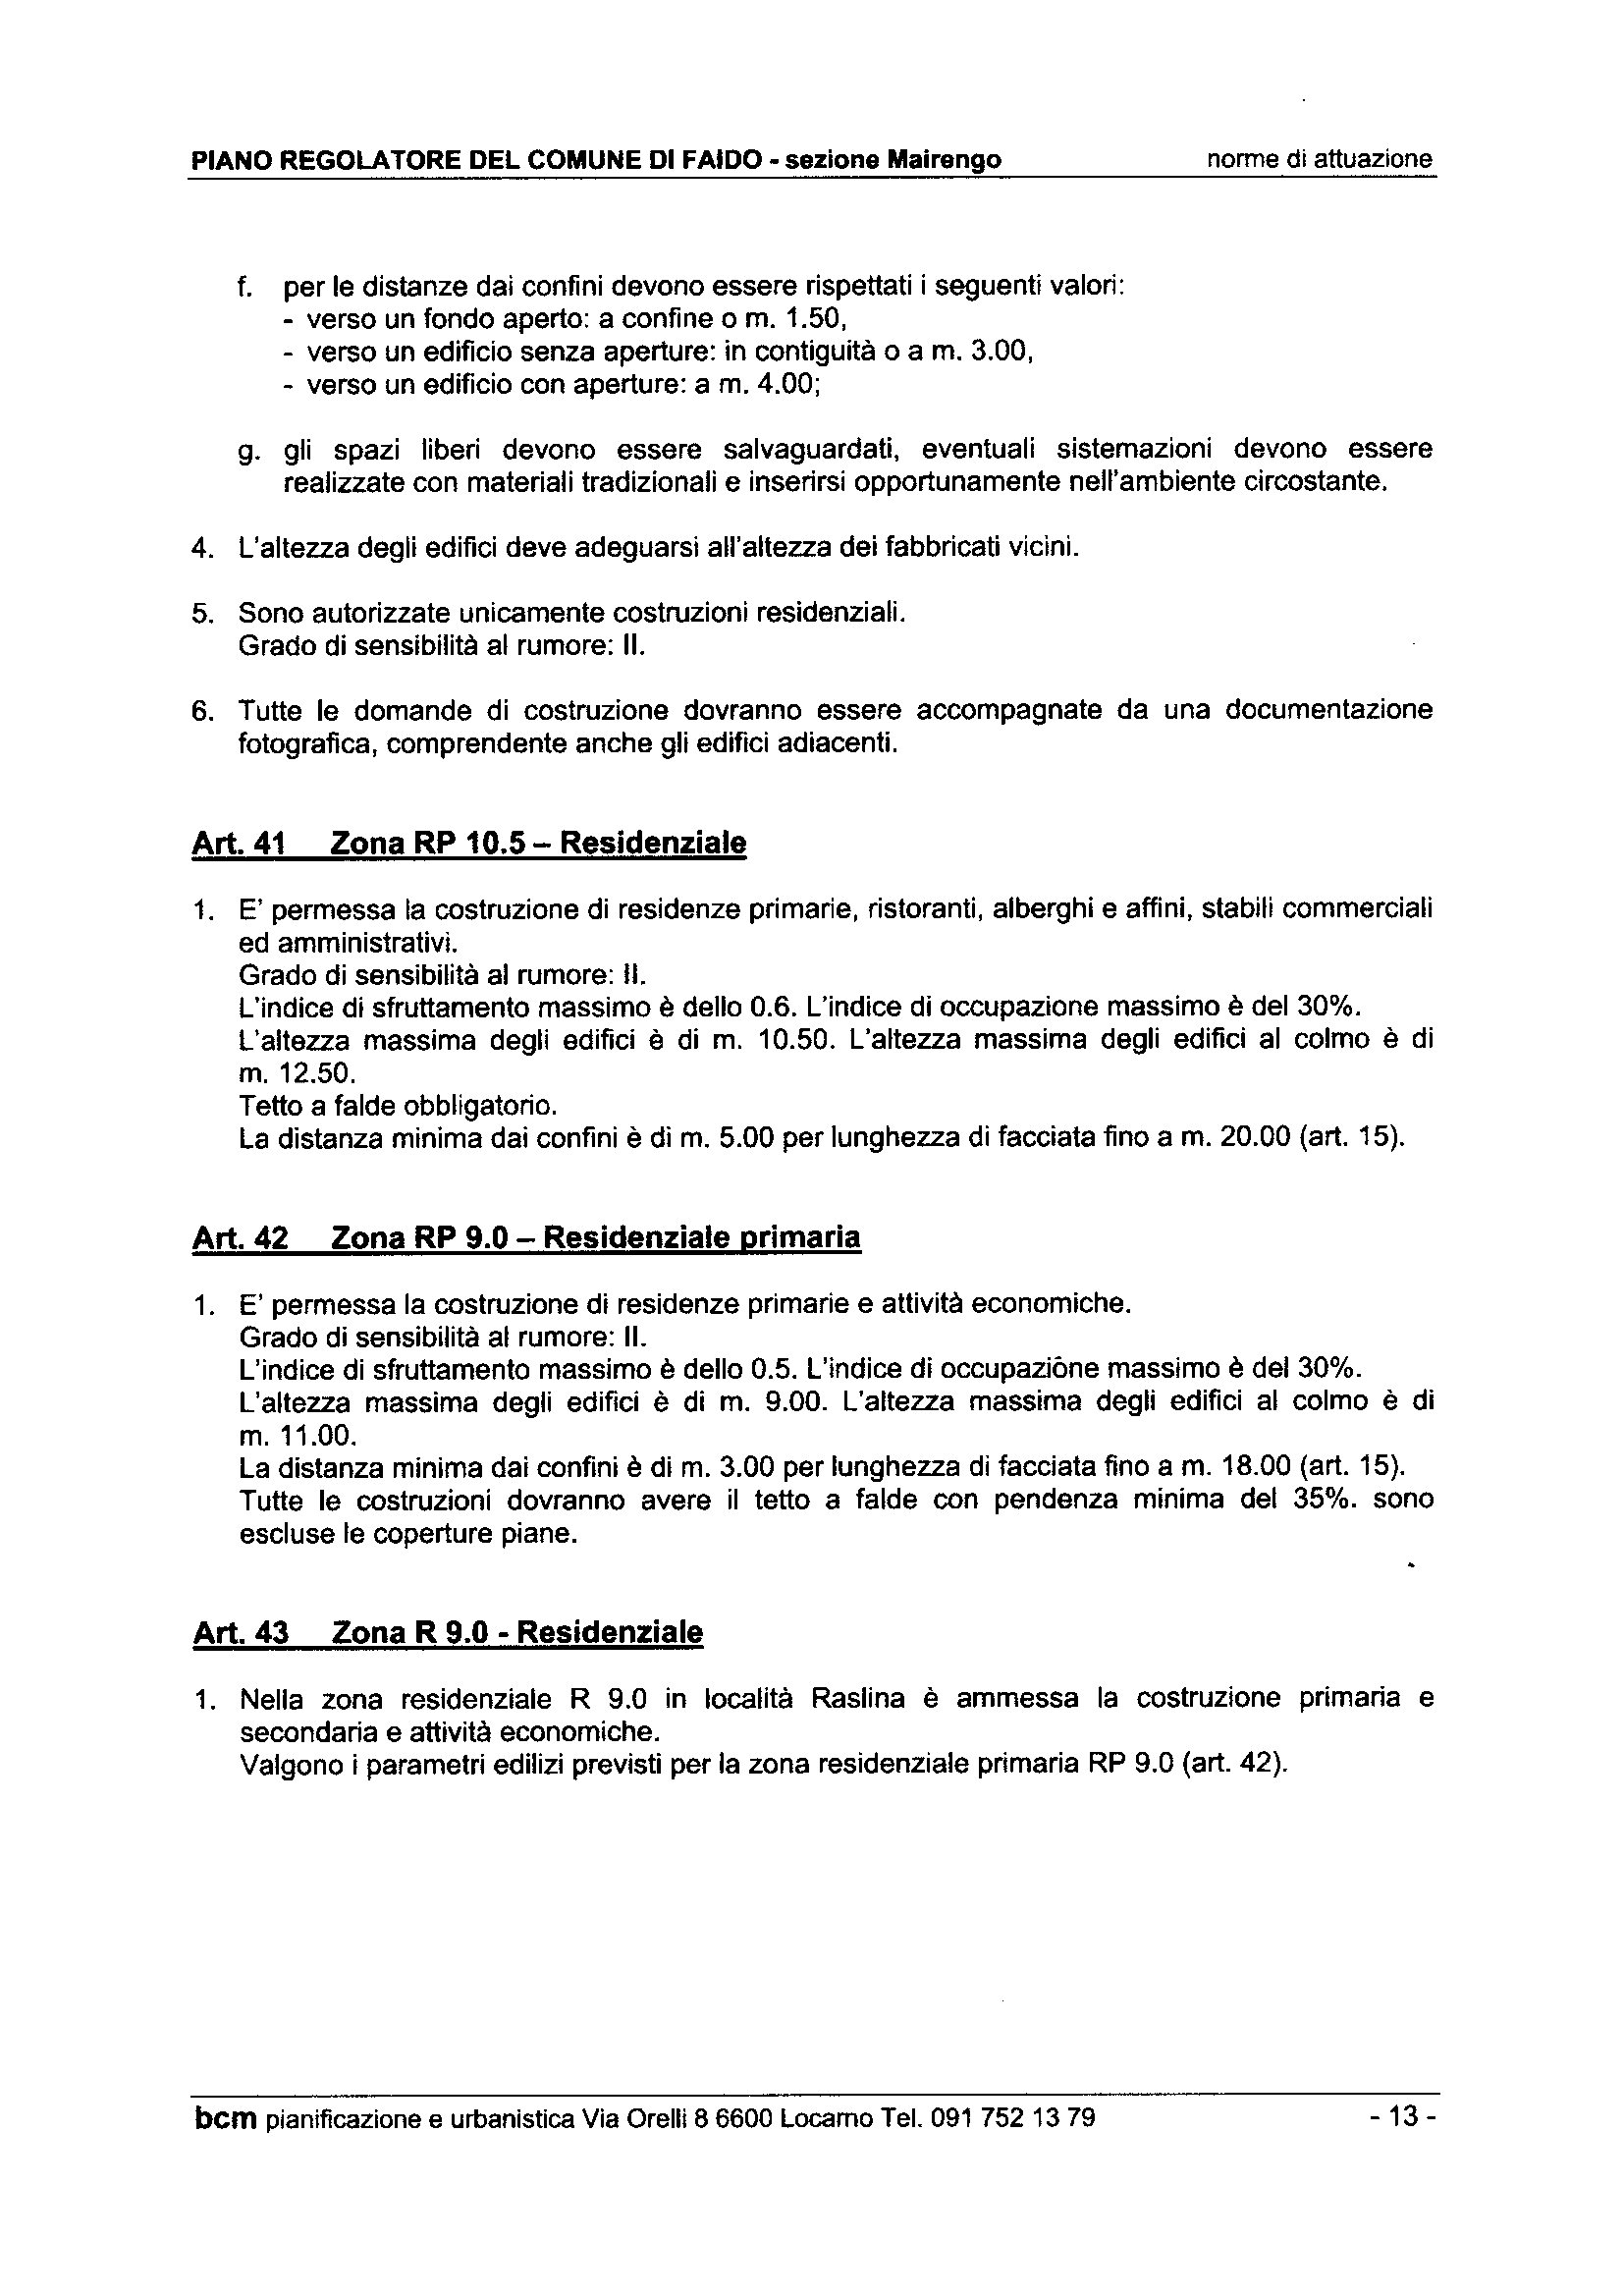 PIANO REGOLATORE DEL COMUNE DI FAIDO - sezione Mairengo norme di attuazione
f. per le distanze dai confini devono essere rispettati i seguenti valori:
- verso un fondo aperto: a confine o m. 1.50,
- verso un edificio senza aperture: in contiguità o a m. 3.00,
- verso un edificio con aperture: a m. 4.00;
g. gli spazi liberi devono essere salvaguardati, eventuali sistemazioni devono essere
realizzate con materiali tradizionali e inserirsi opportunamente nell'ambiente circostante.
4. L'altezza degli edifici deve adeguarsi all'altezza dei fabbricati vicini.
5. Sono autorizzate unicamente costruzioni residenziali.
Grado di sensibilità al rumore: II.
6. Tutte le domande di costruzione dovranno essere accompagnate da una documentazione
fotografica, comprendente anche gli edifici adiacenti.
Art. 41 Zona RP 10.5 – Residenziale
1. E' permessa la costruzione di residenze primarie, ristoranti, alberghi e affini, stabili commerciali
ed amministrativi.
Grado di sensibilità al rumore: II.
L'indice di sfruttamento massimo è dello 0.6. L'indice di occupazione massimo è del 30%.
L'altezza massima degli edifici è di m. 10.50. L'altezza massima degli edifici al colmo è di
m. 12.50.
Tetto a falde obbligatorio.
La distanza minima dai confini è di m. 5.00 per lunghezza di facciata fino a m. 20.00 (art. 15).
Art. 42 Zona RP 9.0 – Residenziale primaria
1. E' permessa la costruzione di residenze primarie e attività economiche.
Grado di sensibilità al rumore: II.
L'indice di sfruttamento massimo è dello 0.5. L'indice di occupazione massimo è del 30%.
L'altezza massima degli edifici è di m. 9.00. L'altezza massima degli edifici al colmo è di
m. 11.00.
La distanza minima dai confini è di m. 3.00 per lunghezza di facciata fino a m. 18.00 (art. 15).
Tutte le costruzioni dovranno avere il tetto a falde con pendenza minima del 35%. sono
escluse le coperture piane.
Art. 43 Zona R 9.0 - Residenziale
1. Nella zona residenziale R 9.0 in località Raslina è ammessa la costruzione primaria e
secondaria e attività economiche.
Valgono i parametri edilizi previsti per la zona residenziale primaria RP 9.0 (art. 42).
bcm pianificazione e urbanistica Via Orelli 8 6600 Locarno Tel. 091 752 13 79 - 13 -